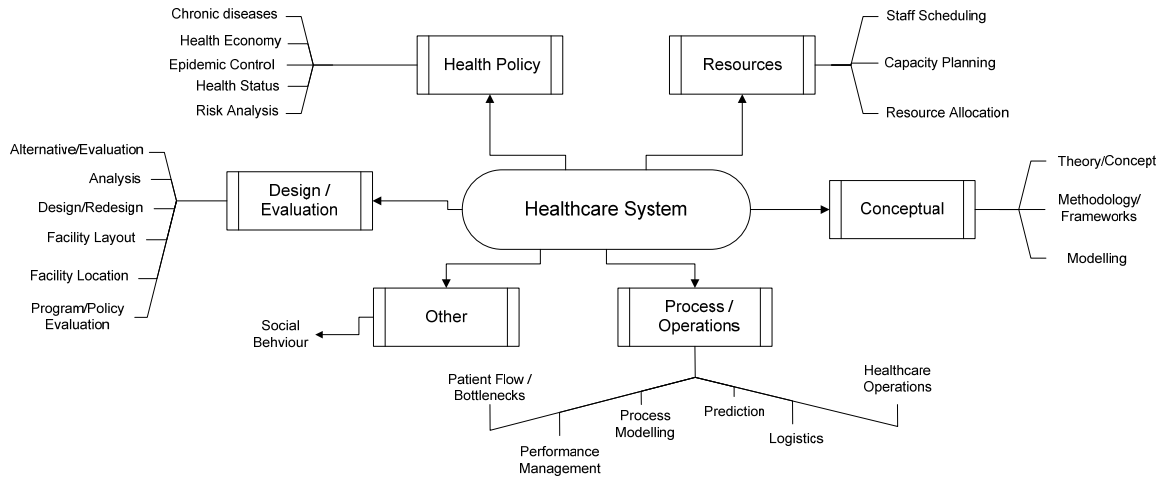 Chronic diseases
Health Economy
Epidemic Control
Health Status
Risk Analysis
Health Policy
Resources
Staff Scheduling
Capacity Planning
Resource Allocation
Alternative/Evaluation
Analysis
Design/Redesign
Facility Layout
Facility Location
Program/Policy
Evaluation
Design /
Evaluation
Healthcare System
Conceptual
Theory/Concept
Methodology/
Frameworks
Modelling
Other
Social
Behviour
Process /
Operations
Patient Flow /
Bottlenecks
Performance
Management
Process
Modelling
Prediction
Logistics
Healthcare
Operations